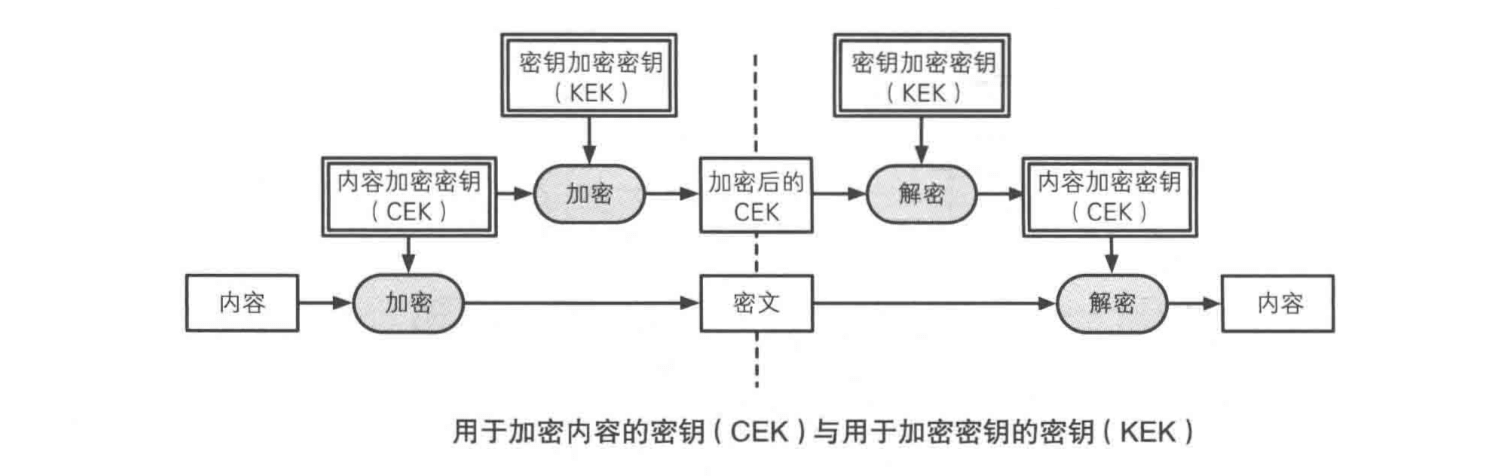 密钥加密密钥
（KEK）
密钥加密密钥
（KEK）
内容加密密钥
（CEK）
加密
加密后的
CEK
解密
内容加密密钥
（CEK）
内容
加密
密文
解密
内容
用于加密内容的密钥（CEK）与用于加密密钥的密钥（KEK）